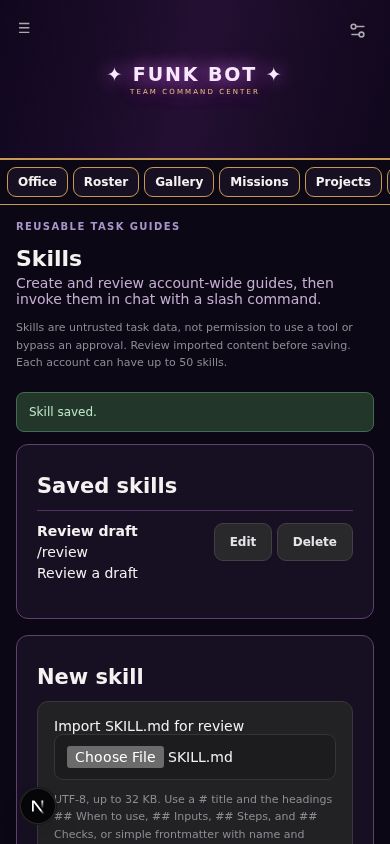 ☰
✦ FUNK BOT ✦
TEAM COMMAND CENTER
Office Roster Gallery Missions Projects
REUSABLE TASK GUIDES
Skills
Create and review account-wide guides, then
invoke them in chat with a slash command.
Skills are untrusted task data, not permission to use a tool or
bypass an approval. Review imported content before saving.
Each account can have up to 50 skills.
Skill saved.
Saved skills
Review draft
/review
Review a draft
Edit Delete
New skill
Import SKILL.md for review
Choose File SKILL.md
UTF-8, up to 32 KB. Use a # title and the headings
## When to use, ## Inputs, ## Steps, and ##
Checks, or simple frontmatter with name and
N